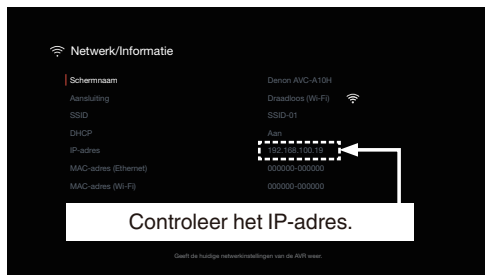 Netwerk/Informatie
Schermnaam Denon AVC-A10H
Aansluiting Draadloos (Wi-Fi)
SSID SSID-01
DHCP Aan
IP-adres 192.168.100.19
MAC-adres (Ethernet) 000000-000000
MAC-adres (Wi-Fi) 000000-000000
Controleer het IP-adres.
Geeft de huidige netwerkinstellingen van de AVR weer.